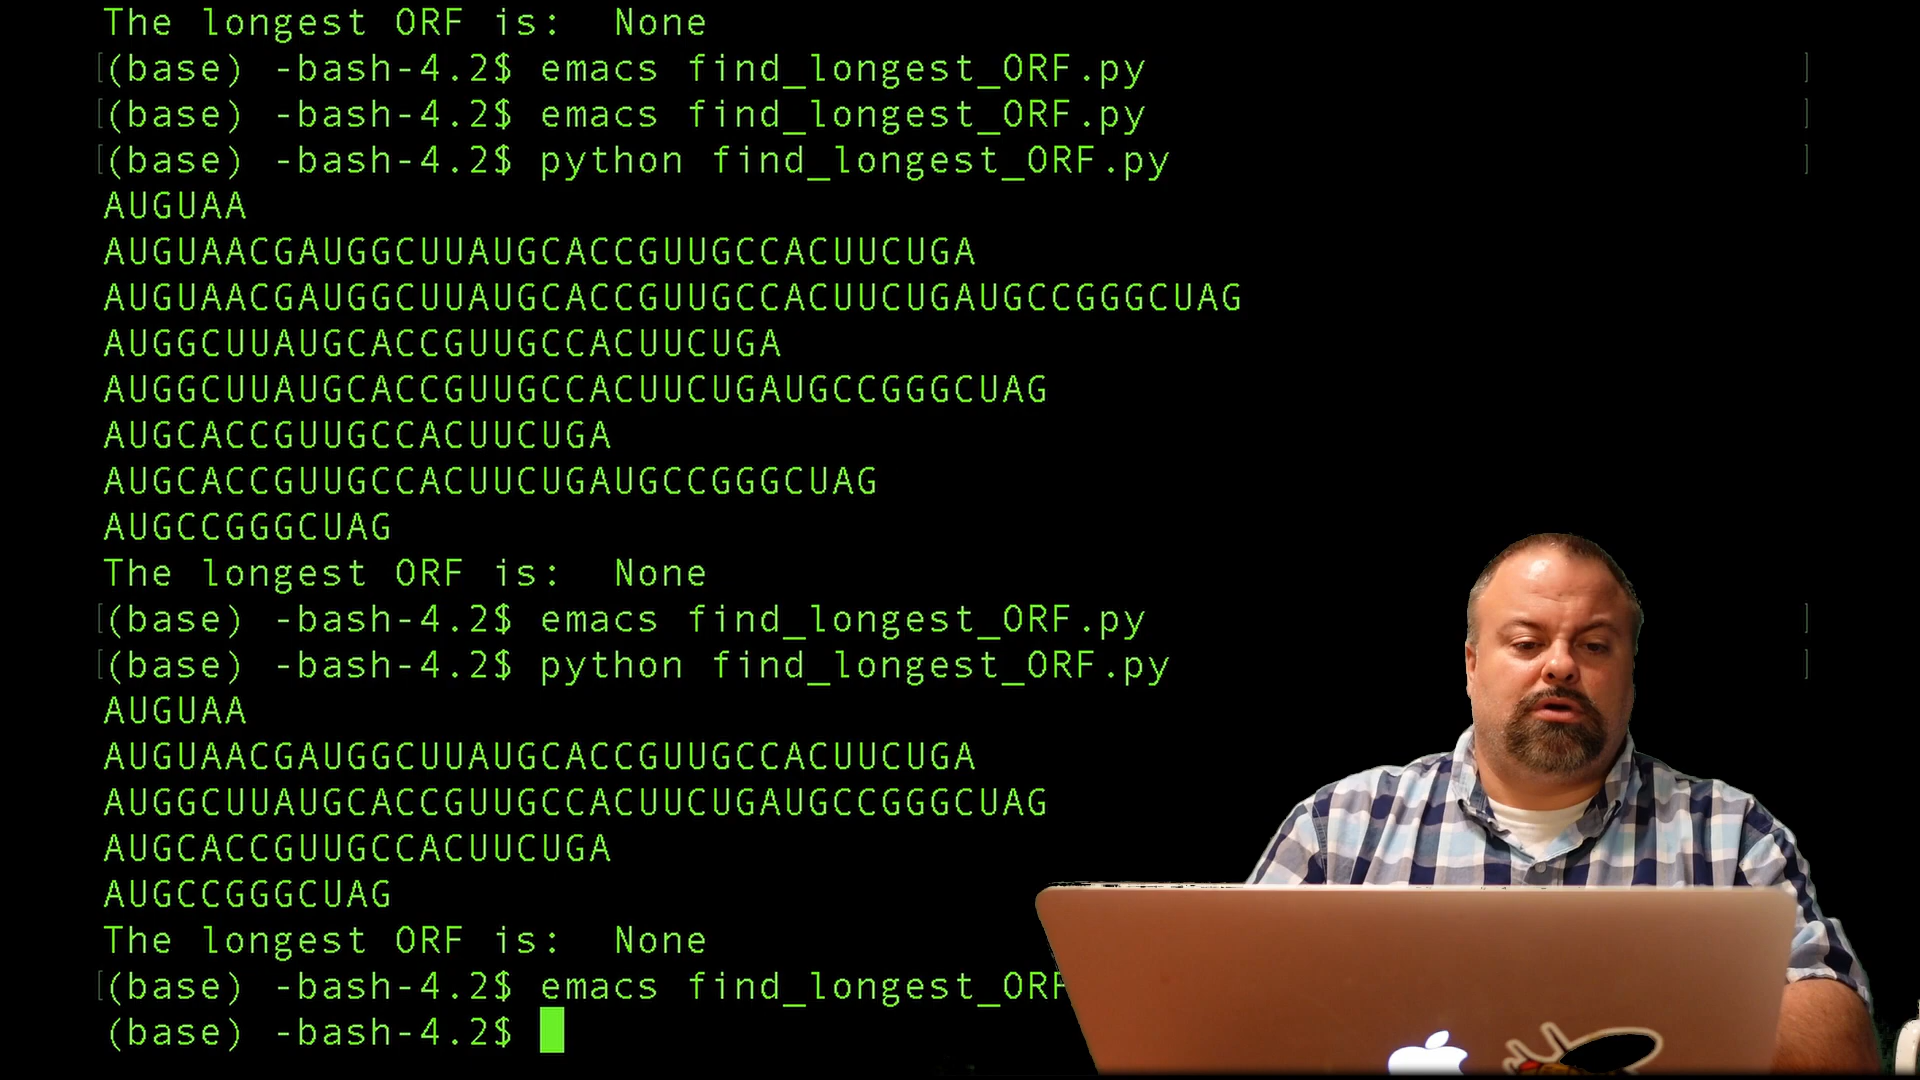 The longest ORF is:  None
[(base) -bash-4.2$ emacs find_longest_ORF.py ]
[(base) -bash-4.2$ emacs find_longest_ORF.py ]
[(base) -bash-4.2$ python find_longest_ORF.py ]
AUGUAA
AUGUAACGAUGGCUUAUGCACCGUUGCCACUUCUGA
AUGUAACGAUGGCUUAUGCACCGUUGCCACUUCUGAUGCCGGGCUAG
AUGGCUUAUGCACCGUUGCCACUUCUGA
AUGGCUUAUGCACCGUUGCCACUUCUGAUGCCGGGCUAG
AUGCACCGUUGCCACUUCUGA
AUGCACCGUUGCCACUUCUGAUGCCGGGCUAG
AUGCCGGGCUAG
The longest ORF is:  None
[(base) -bash-4.2$ emacs find_longest_ORF.py ]
[(base) -bash-4.2$ python find_longest_ORF.py ]
AUGUAA
AUGUAACGAUGGCUUAUGCACCGUUGCCACUUCUGA
AUGGCUUAUGCACCGUUGCCACUUCUGAUGCCGGGCUAG
AUGCACCGUUGCCACUUCUGA
AUGCCGGGCUAG
The longest ORF is:  None
[(base) -bash-4.2$ emacs find_longest_ORF
(base) -bash-4.2$